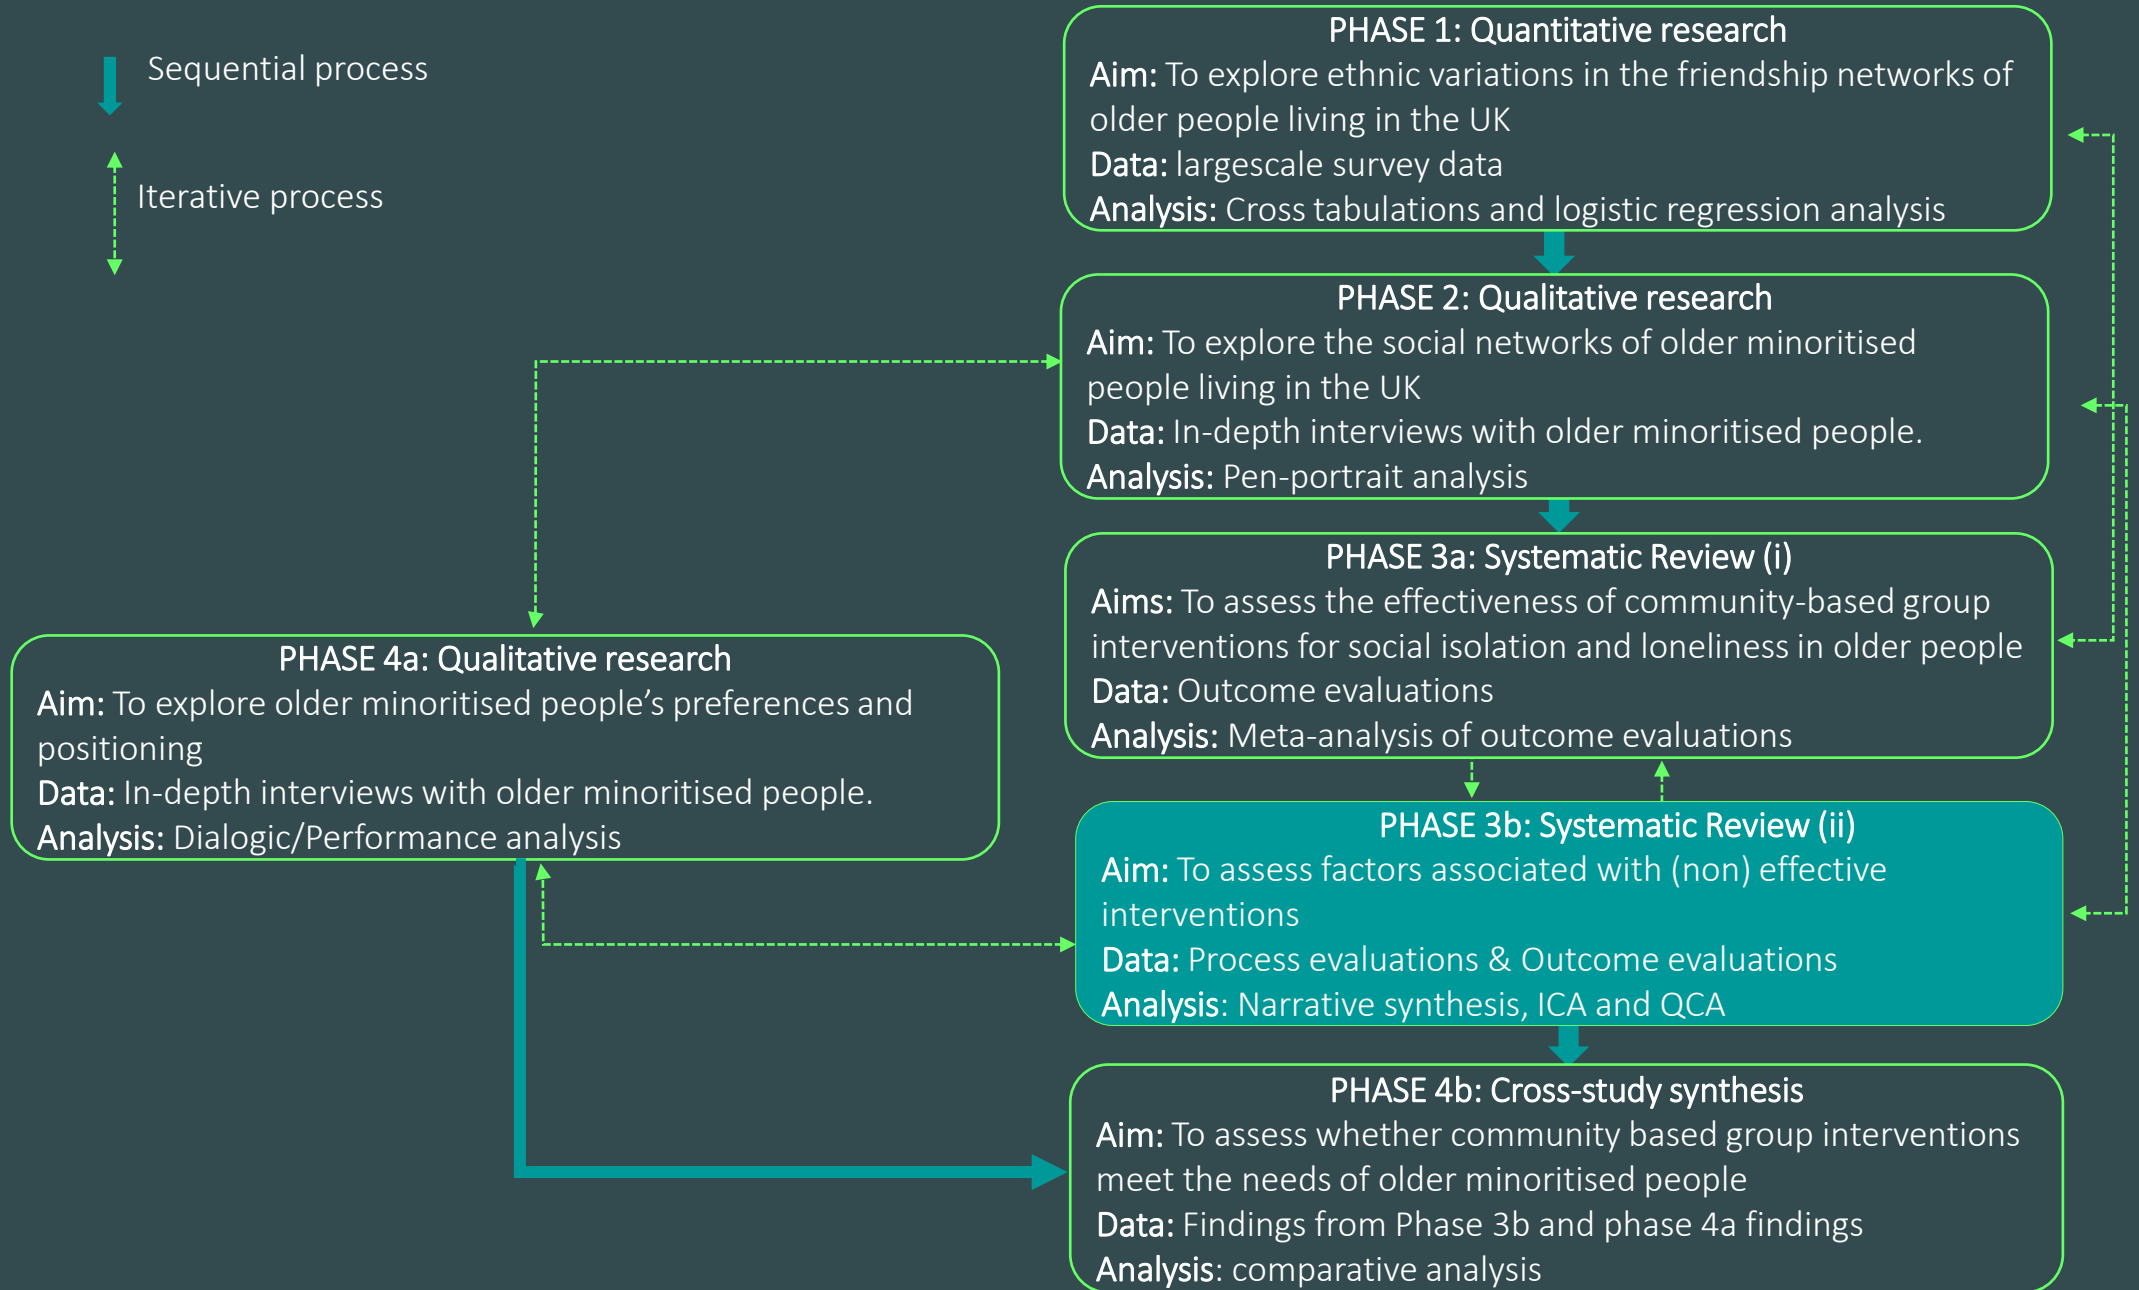 Sequential process
Iterative process
PHASE 1: Quantitative research
Aim: To explore ethnic variations in the friendship networks of
older people living in the UK
Data: largescale survey data
Analysis: Cross tabulations and logistic regression analysis
PHASE 2: Qualitative research
Aim: To explore the social networks of older minoritised
people living in the UK
Data: In-depth interviews with older minoritised people.
Analysis: Pen-portrait analysis
PHASE 3a: Systematic Review (i)
Aims: To assess the effectiveness of community-based group
interventions for social isolation and loneliness in older people
Data: Outcome evaluations
Analysis: Meta-analysis of outcome evaluations
PHASE 4a: Qualitative research
Aim: To explore older minoritised people’s preferences and
positioning
Data: In-depth interviews with older minoritised people.
Analysis: Dialogic/Performance analysis
PHASE 3b: Systematic Review (ii)
Aim: To assess factors associated with (non) effective
interventions
Data: Process evaluations & Outcome evaluations
Analysis: Narrative synthesis, ICA and QCA
PHASE 4b: Cross-study synthesis
Aim: To assess whether community based group interventions
meet the needs of older minoritised people
Data: Findings from Phase 3b and phase 4a findings
Analysis: comparative analysis